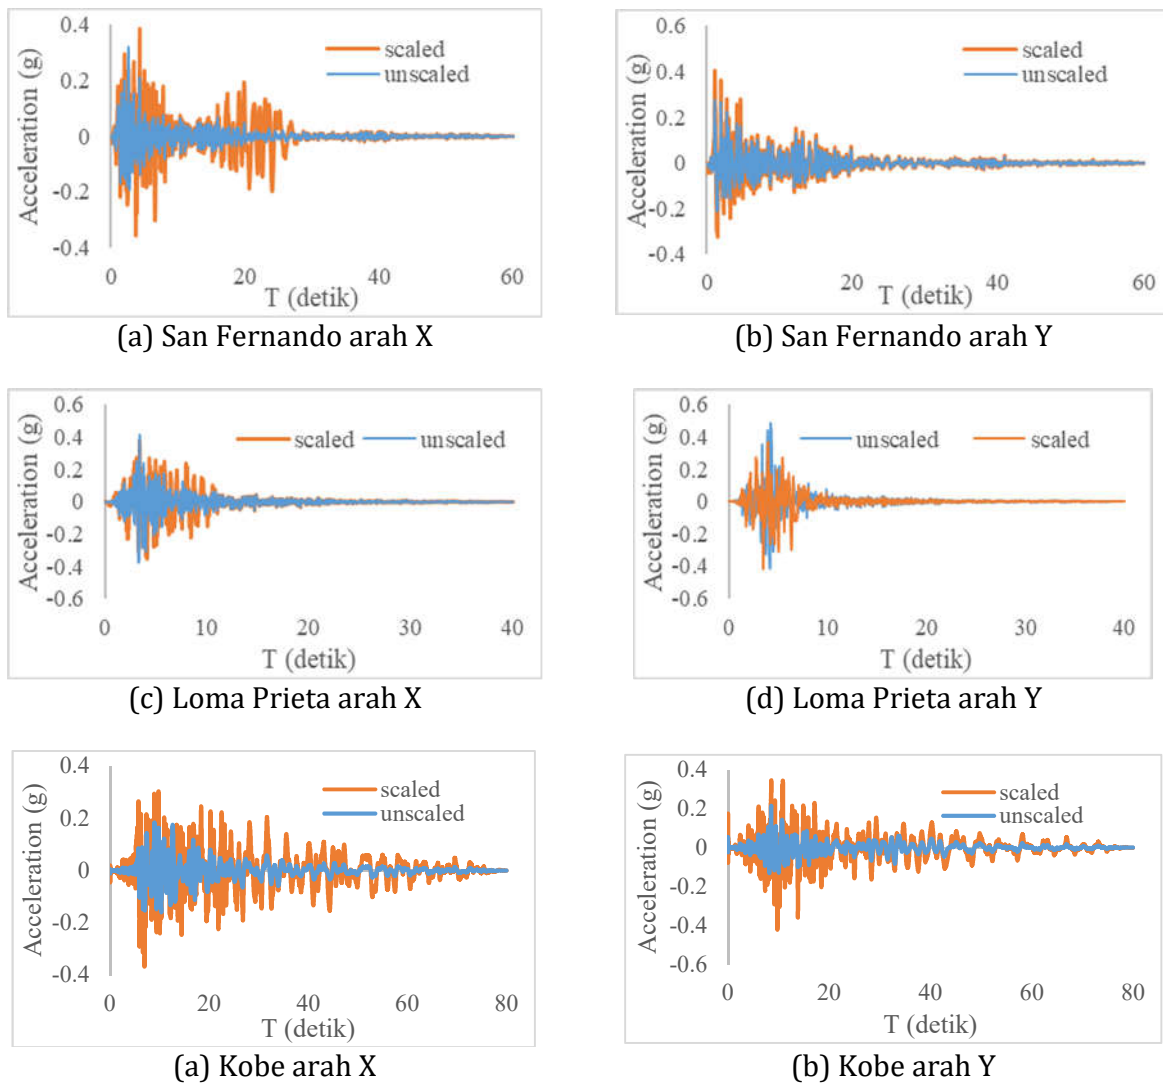 0.4
0.2
0
-0.2
-0.4
Acceleration (g)
scaled
unscaled
0 20 40 60
T (detik)
(a) San Fernando arah X
0.6
0.4
0.2
0
-0.2
-0.4
Acceleration (g)
scaled
unscaled
0 20 40 60
T (detik)
(b) San Fernando arah Y
0.6
0.4
0.2
0
-0.2
-0.4
-0.6
Acceleration (g)
scaled unscaled
0 10 20 30 40
T (detik)
(c) Loma Prieta arah X
0.6
0.4
0.2
0
-0.2
-0.4
-0.6
Acceleration (g)
unscaled scaled
0 10 20 30 40
T (detik)
(d) Loma Prieta arah Y
0.4
0.2
0
-0.2
-0.4
Acceleration (g)
scaled
unscaled
0 20 40 60 80
T (detik)
(a) Kobe arah X
0.4
0.2
0
-0.2
-0.4
-0.6
Acceleration (g)
scaled
unscaled
0 20 40 60 80
T (detik)
(b) Kobe arah Y